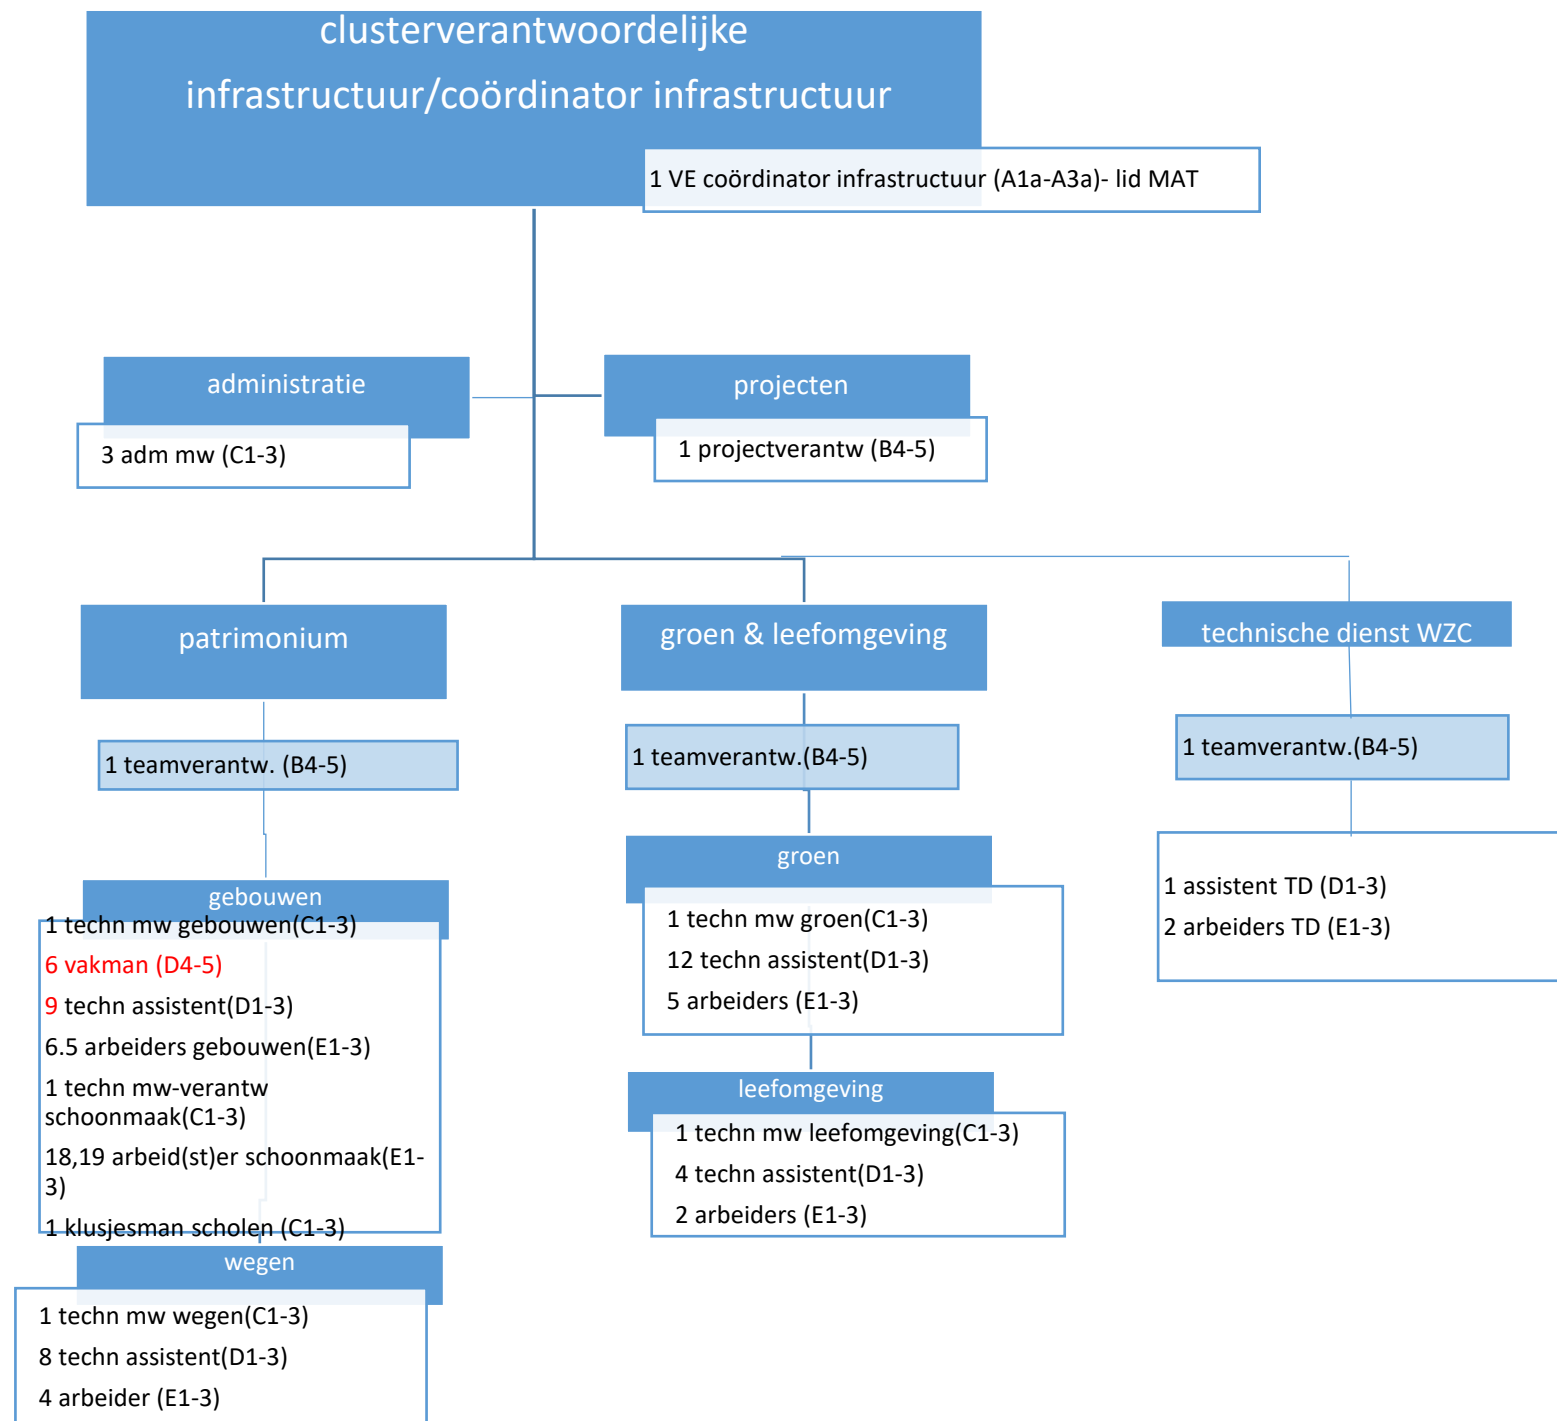 clusterverantwoordelijke
infrastructuur/coördinator infrastructuur
1 VE coördinator infrastructuur (A1a-A3a)- lid MAT
administratie
3 adm mw (C1-3)
projecten
1 projectverantw (B4-5)
patrimonium
1 teamverantw. (B4-5)
gebouwen
1 techn mw gebouwen(C1-3)
6 vakman (D4-5)
9 techn assistent(D1-3)
6.5 arbeiders gebouwen(E1-3)
1 techn mw-verantw
schoonmaak(C1-3)
18,19 arbeid(st)er schoonmaak(E1-
3)
1 klusjesman scholen (C1-3)
wegen
1 techn mw wegen(C1-3)
8 techn assistent(D1-3)
4 arbeider (E1-3)
groen & leefomgeving
1 teamverantw.(B4-5)
groen
1 techn mw groen(C1-3)
12 techn assistent(D1-3)
5 arbeiders (E1-3)
leefomgeving
1 techn mw leefomgeving(C1-3)
4 techn assistent(D1-3)
2 arbeiders (E1-3)
technische dienst WZC
1 teamverantw.(B4-5)
1 assistent TD (D1-3)
2 arbeiders TD (E1-3)